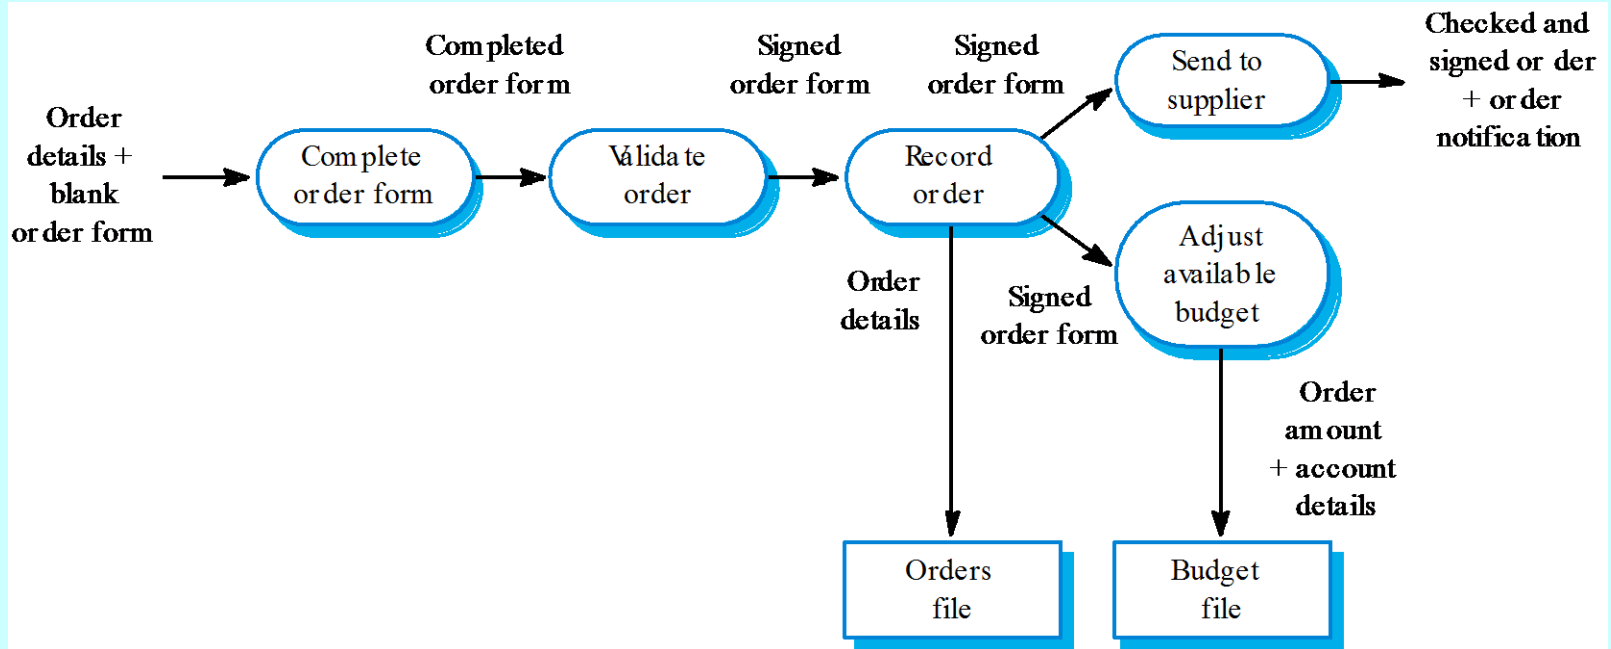 Order
details +
blank
order form
Complete
order form
Completed
order form
Validate
order
Signed
order form
Record
order
Signed
order form
Send to
supplier
Checked and
signed order
+ order
notification
Order
details
Signed
order form
Adjust
available
budget
Order
amount
+ account
details
Orders
file
Budget
file